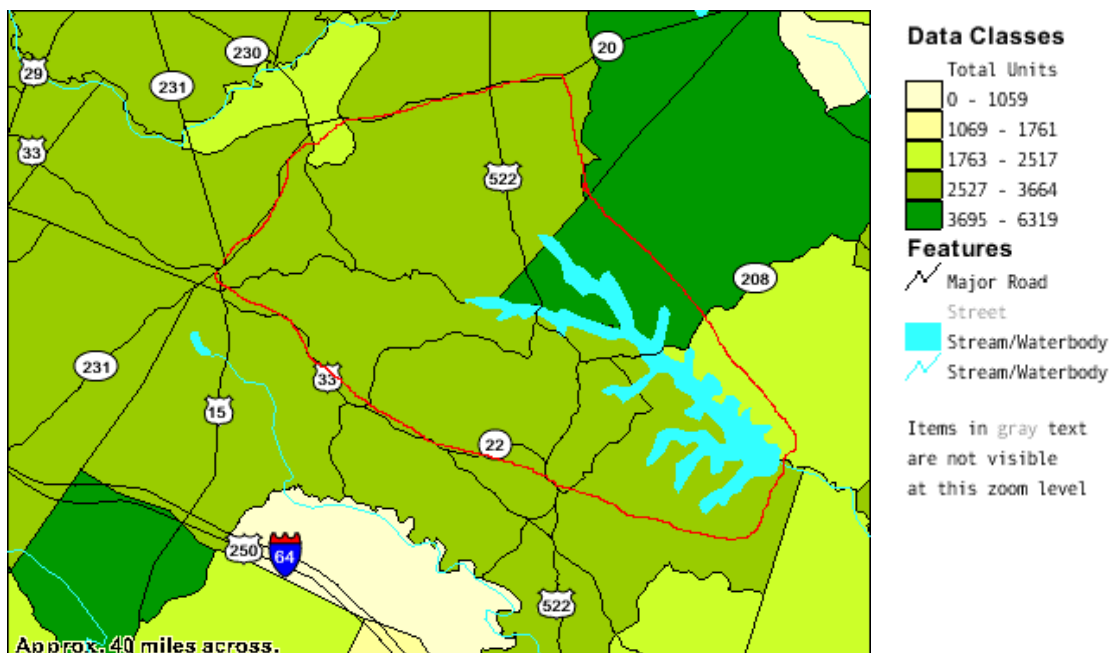 230
20
29
231
33
522
208
231
33
15
22
250
64
522
Approx. 40 miles across.
Data Classes
Total Units
0 - 1059
1069 - 1761
1763 - 2517
2527 - 3664
3695 - 6319
Features
Major Road
Street
Stream/Waterbody
Stream/Waterbody
Items in gray text
are not visible
at this zoom level